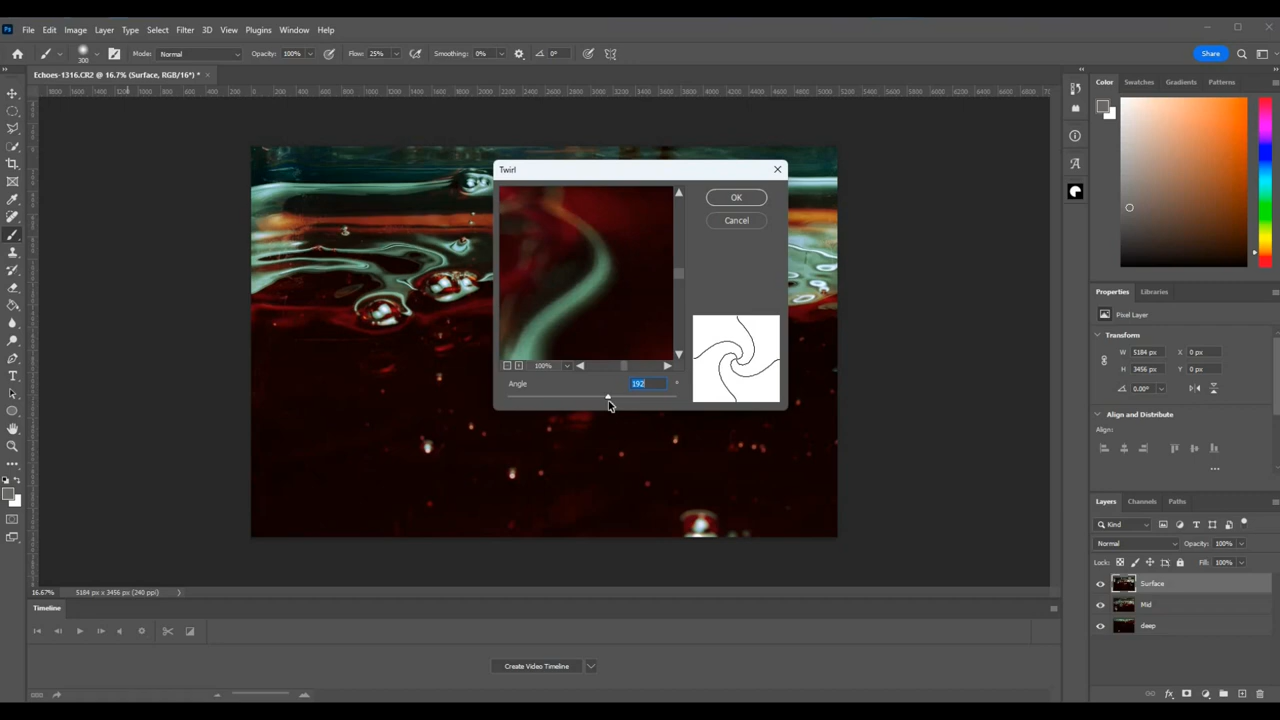 Ps File Edit Image Layer Type Select Filter 3D View Plugins Window Help
300 Mode: Normal Opacity: 100% Flow: 25% Smoothing: 0% 0° Share
Echoes-1316.CR2 @ 16.7% (Surface, RGB/16*) * ×
Color Swatches Gradients Patterns
Twirl
OK
Cancel
100%
Angle 192 °
Properties Libraries
Pixel Layer
Transform
W 5184 px X 0 px
H 3456 px Y 0 px
0.00°
Align and Distribute
Align:
...
Layers Channels Paths
Kind
Normal Opacity: 100%
Lock: Fill: 100%
Surface
Mid
deep
16.67% 5184 px x 3456 px (240 ppi)
Timeline
Create Video Timeline